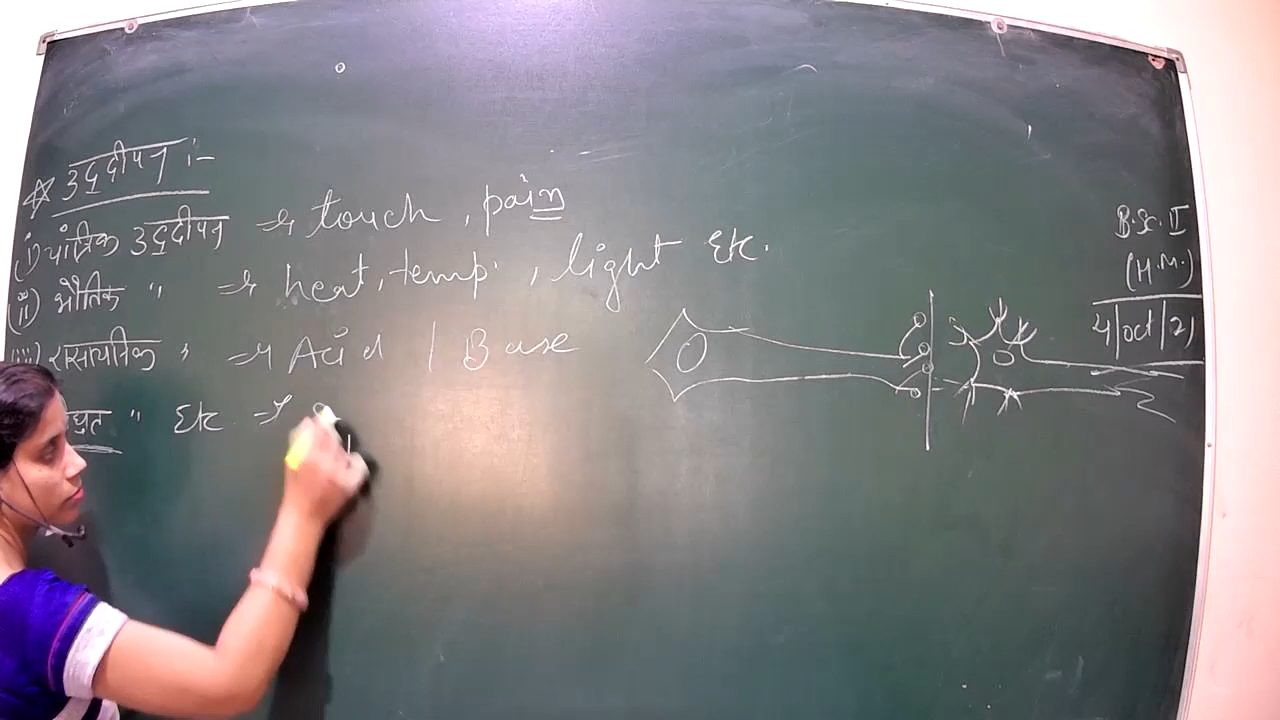 ☆ उद्दीपन :-
(i) यांत्रिक उद्दीपन → touch, pain
(ii) भौतिक " → heat, temp., light Etc.
(iii) रासायनिक " → Acid / Base
" Etc →
B.Sc. II
(H.M.)
4/oct/21